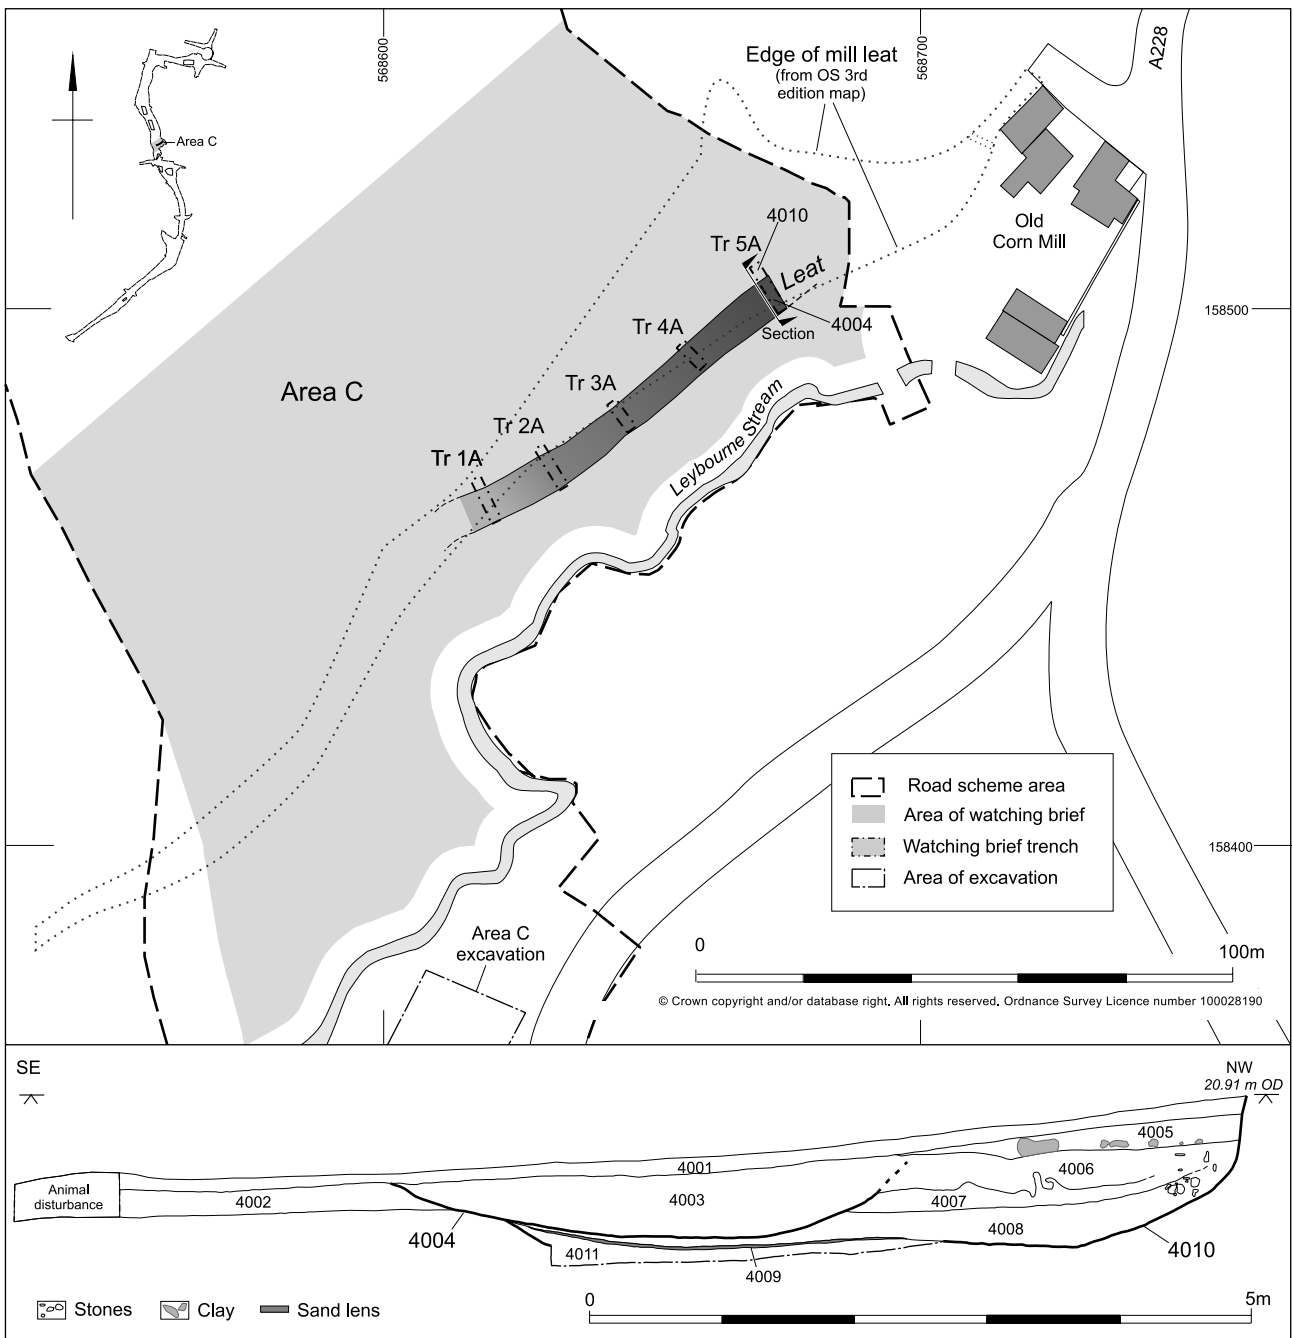 568600
568700
A228
Edge of mill leat
(from OS 3rd
edition map)
Area C
4010
Tr 5A
Leat
Old
Corn Mill
158500
4004
Section
Tr 4A
Tr 3A
Area C
Tr 2A
Leybourne Stream
Tr 1A
Road scheme area
Area of watching brief
Watching brief trench
Area of excavation
158400
Area C
excavation
0
100m
© Crown copyright and/or database right. All rights reserved. Ordnance Survey Licence number 100028190
SE
NW
20.91 m OD
4005
4001
4006
Animal
disturbance
4002
4003
4007
4008
4004
4010
4011
4009
Stones
Clay
Sand lens
0
5m